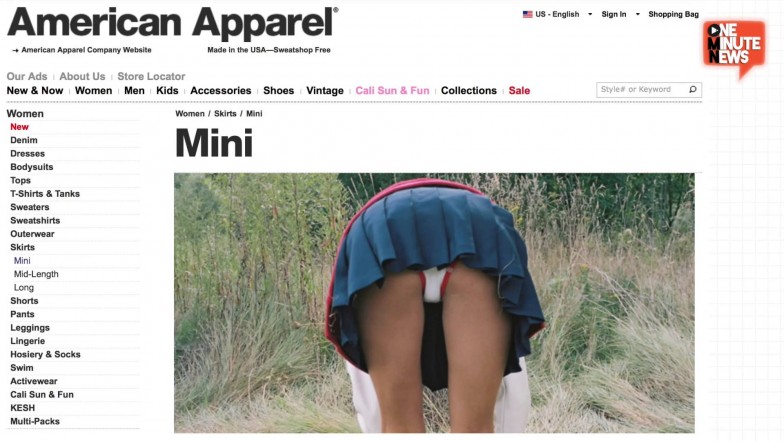 American Apparel®
US - English
Sign In
Shopping Bag
ONE
MINUTE
NEWS
→ American Apparel Company Website
Made in the USA—Sweatshop Free
Our Ads | About Us | Store Locator
New & Now | Women | Men | Kids | Accessories | Shoes | Vintage | Cali Sun & Fun | Collections | Sale
Style# or Keyword
Women
New
Denim
Dresses
Bodysuits
Tops
T-Shirts & Tanks
Sweaters
Sweatshirts
Outerwear
Skirts
Mini
Mid-Length
Long
Shorts
Pants
Leggings
Lingerie
Hosiery & Socks
Swim
Activewear
Cali Sun & Fun
KESH
Multi-Packs
Women / Skirts / Mini
Mini